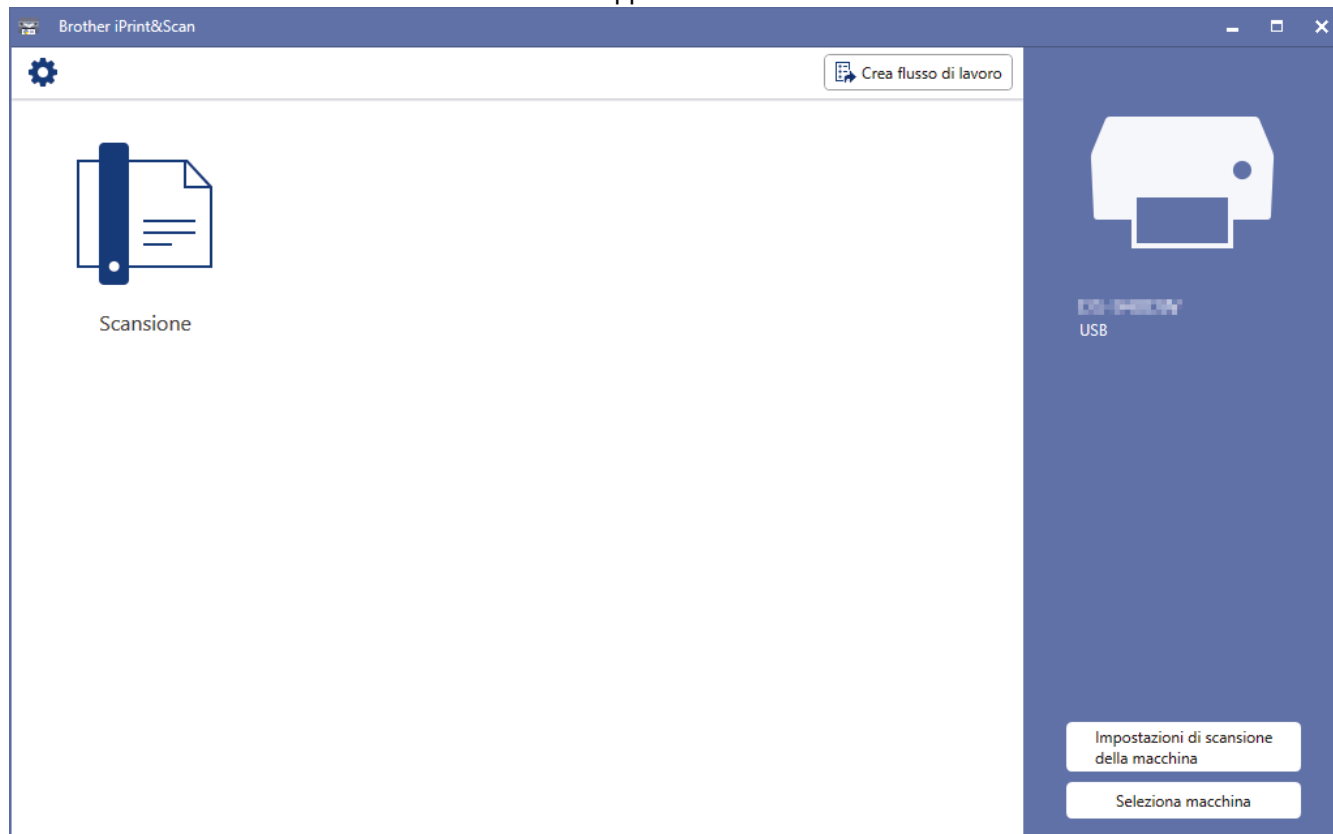 Brother iPrint&Scan
Crea flusso di lavoro
Scansione
USB
Impostazioni di scansione
della macchina
Seleziona macchina